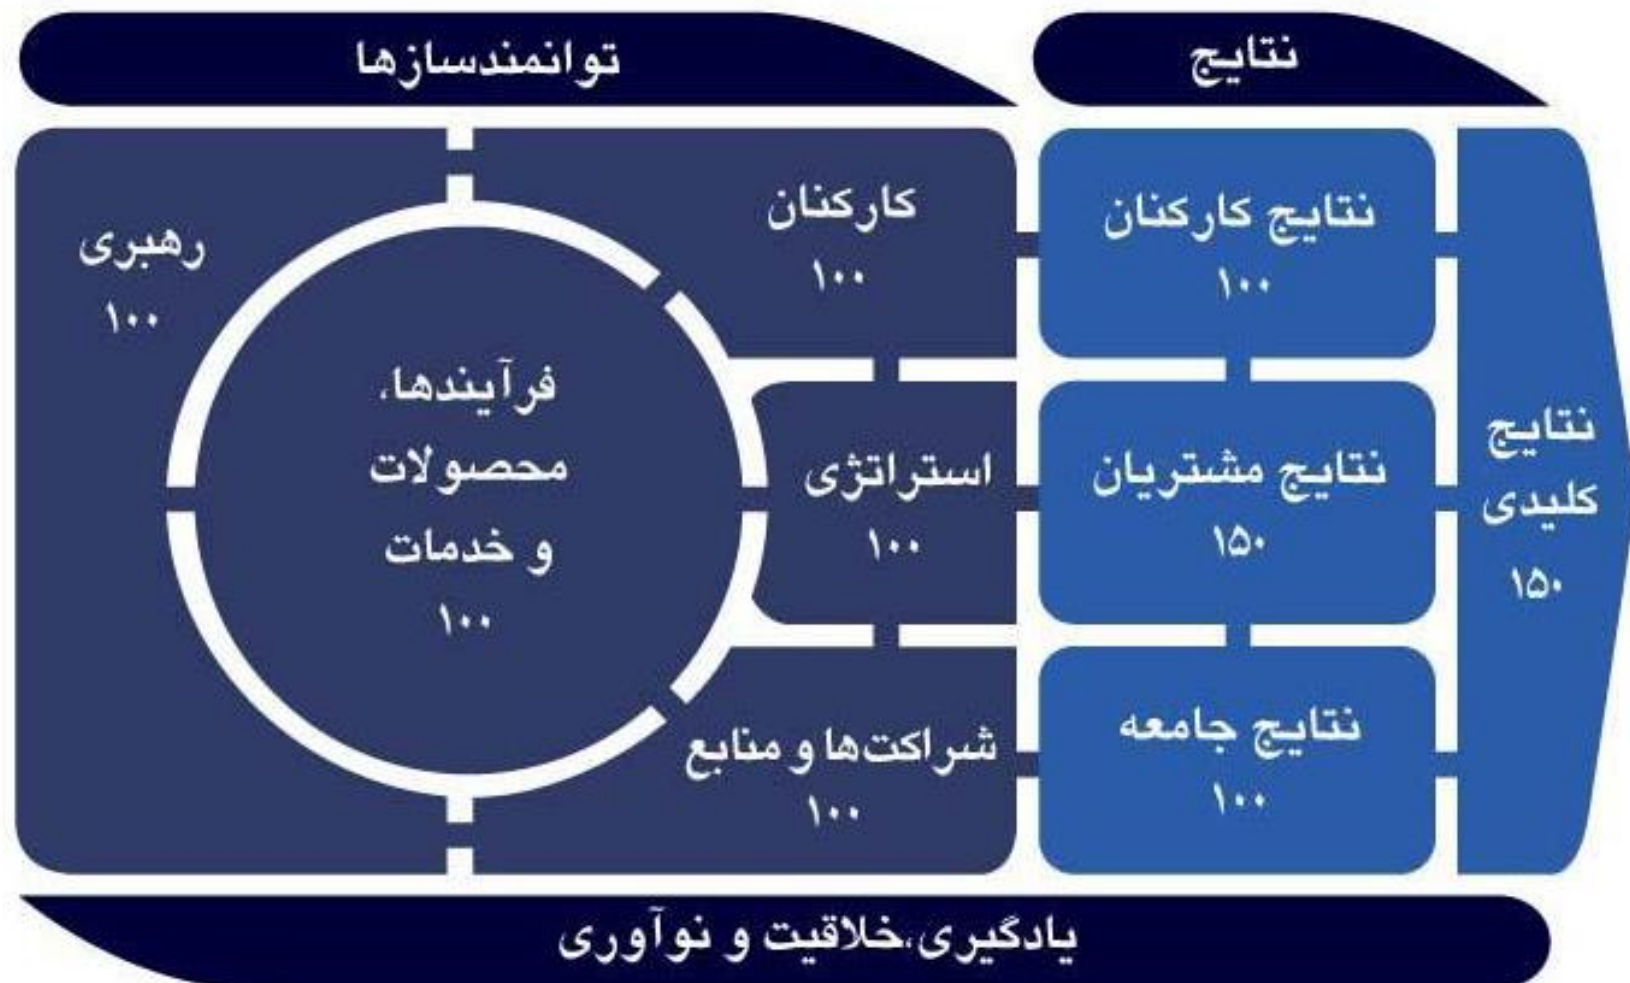 نتایج
توانمندسازها
رهبری
۱۰۰
فرآیندها،
محصولات
و خدمات
۱۰۰
کارکنان
۱۰۰
استراتژی
۱۰۰
شراکت‌ها و منابع
۱۰۰
نتایج کارکنان
۱۰۰
نتایج مشتریان
۱۵۰
نتایج جامعه
۱۰۰
نتایج
کلیدی
۱۵۰
یادگیری،خلاقیت و نوآوری